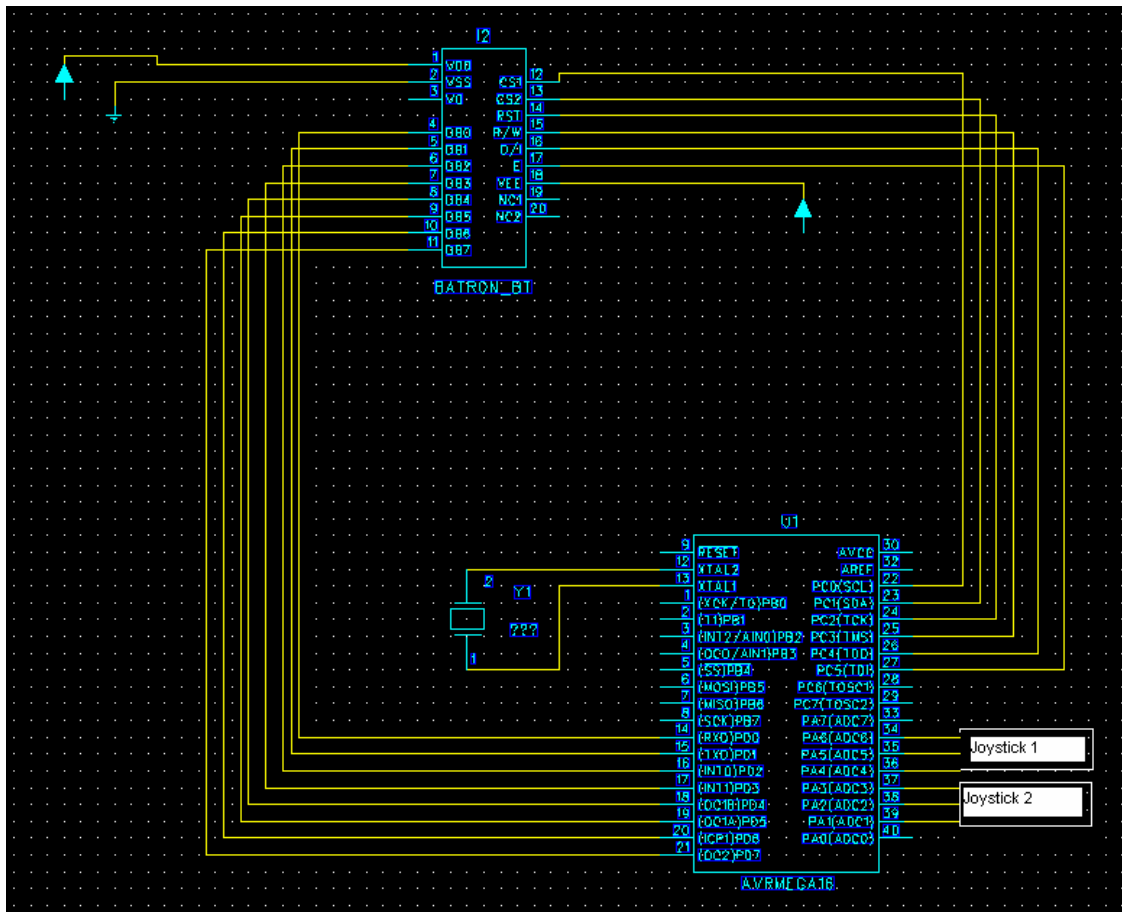 I2
1 VDD
2 VSS
3 V0
4 DB0
5 DB1
6 DB2
7 DB3
8 DB4
9 DB5
10 DB6
11 DB7
CS1 12
CS2 13
RST 14
R/W 15
D/I 16
E 17
VEE 18
NC1 19
NC2 20
BATRON_BT
2
Y1
???
1
U1
9 RESET
12 XTAL2
13 XTAL1
1 (XCK/T0)PB0
2 (T1)PB1
3 (INT2/AIN0)PB2
4 (OC0/AIN1)PB3
5 (SS)PB4
6 (MOSI)PB5
7 (MISO)PB6
8 (SCK)PB7
14 (RXD)PD0
15 (TXD)PD1
16 (INT0)PD2
17 (INT1)PD3
18 (OC1B)PD4
19 (OC1A)PD5
20 (ICP1)PD6
21 (OC2)PD7
AVCC 30
AREF 32
PC0(SCL) 22
PC1(SDA) 23
PC2(TCK) 24
PC3(TMS) 25
PC4(TDO) 26
PC5(TDI) 27
PC6(TOSC1) 28
PC7(TOSC2) 29
PA7(ADC7) 33
PA6(ADC6) 34
PA5(ADC5) 35
PA4(ADC4) 36
PA3(ADC3) 37
PA2(ADC2) 38
PA1(ADC1) 39
PA0(ADC0) 40
Joystick 1
Joystick 2
AVRMEGA16